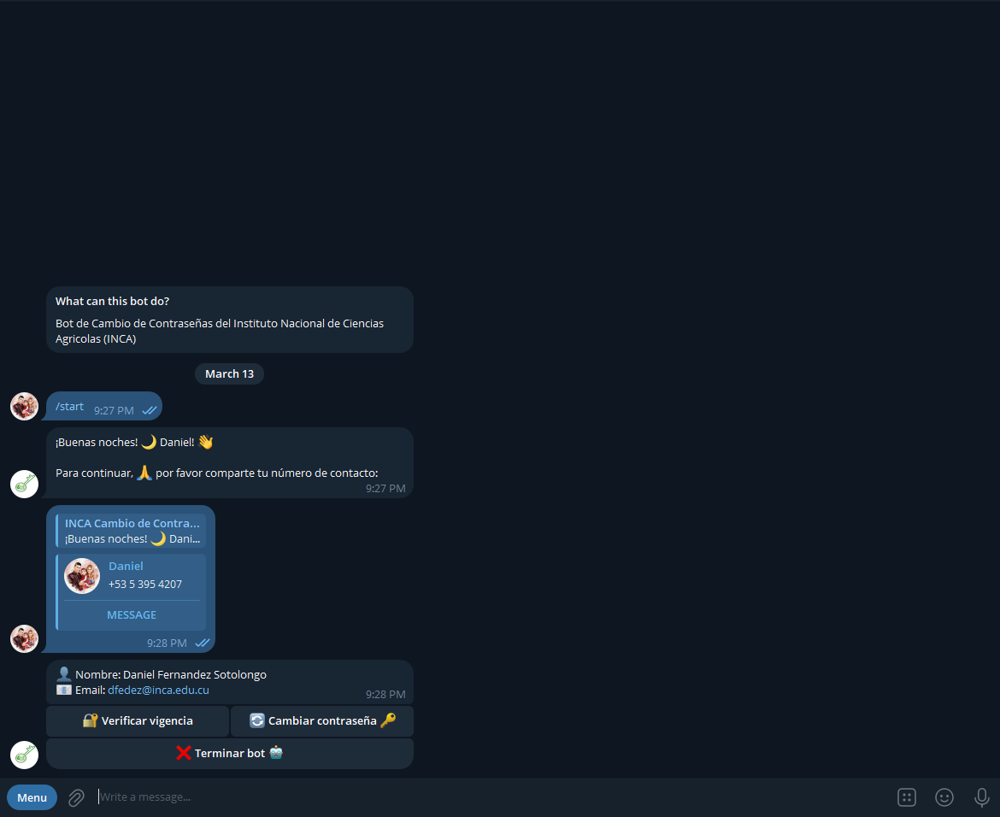 What can this bot do?
Bot de Cambio de Contraseñas del Instituto Nacional de Ciencias
Agricolas (INCA)
March 13
/start 9:27 PM
¡Buenas noches! 🌙 Daniel! 👋
Para continuar, 🙏 por favor comparte tu número de contacto:
9:27 PM
INCA Cambio de Contra...
¡Buenas noches! 🌙 Dani...
Daniel
+53 5 395 4207
MESSAGE
9:28 PM
👤 Nombre: Daniel Fernandez Sotolongo
📧 Email: dfedez@inca.edu.cu
9:28 PM
🔐 Verificar vigencia
🔄 Cambiar contraseña 🔑
❌ Terminar bot 🤖
Menu
Write a message...